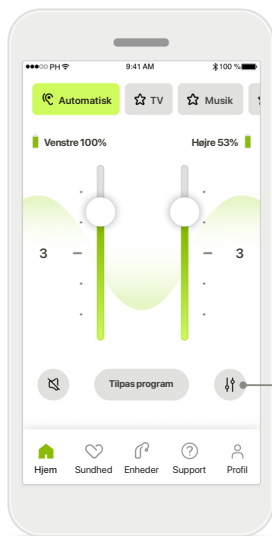 PH 9:41 AM 100 %
Automatisk TV Musik
Venstre 100% Højre 53%
3 3
Tilpas program
Hjem Sundhed Enheder Support Profil